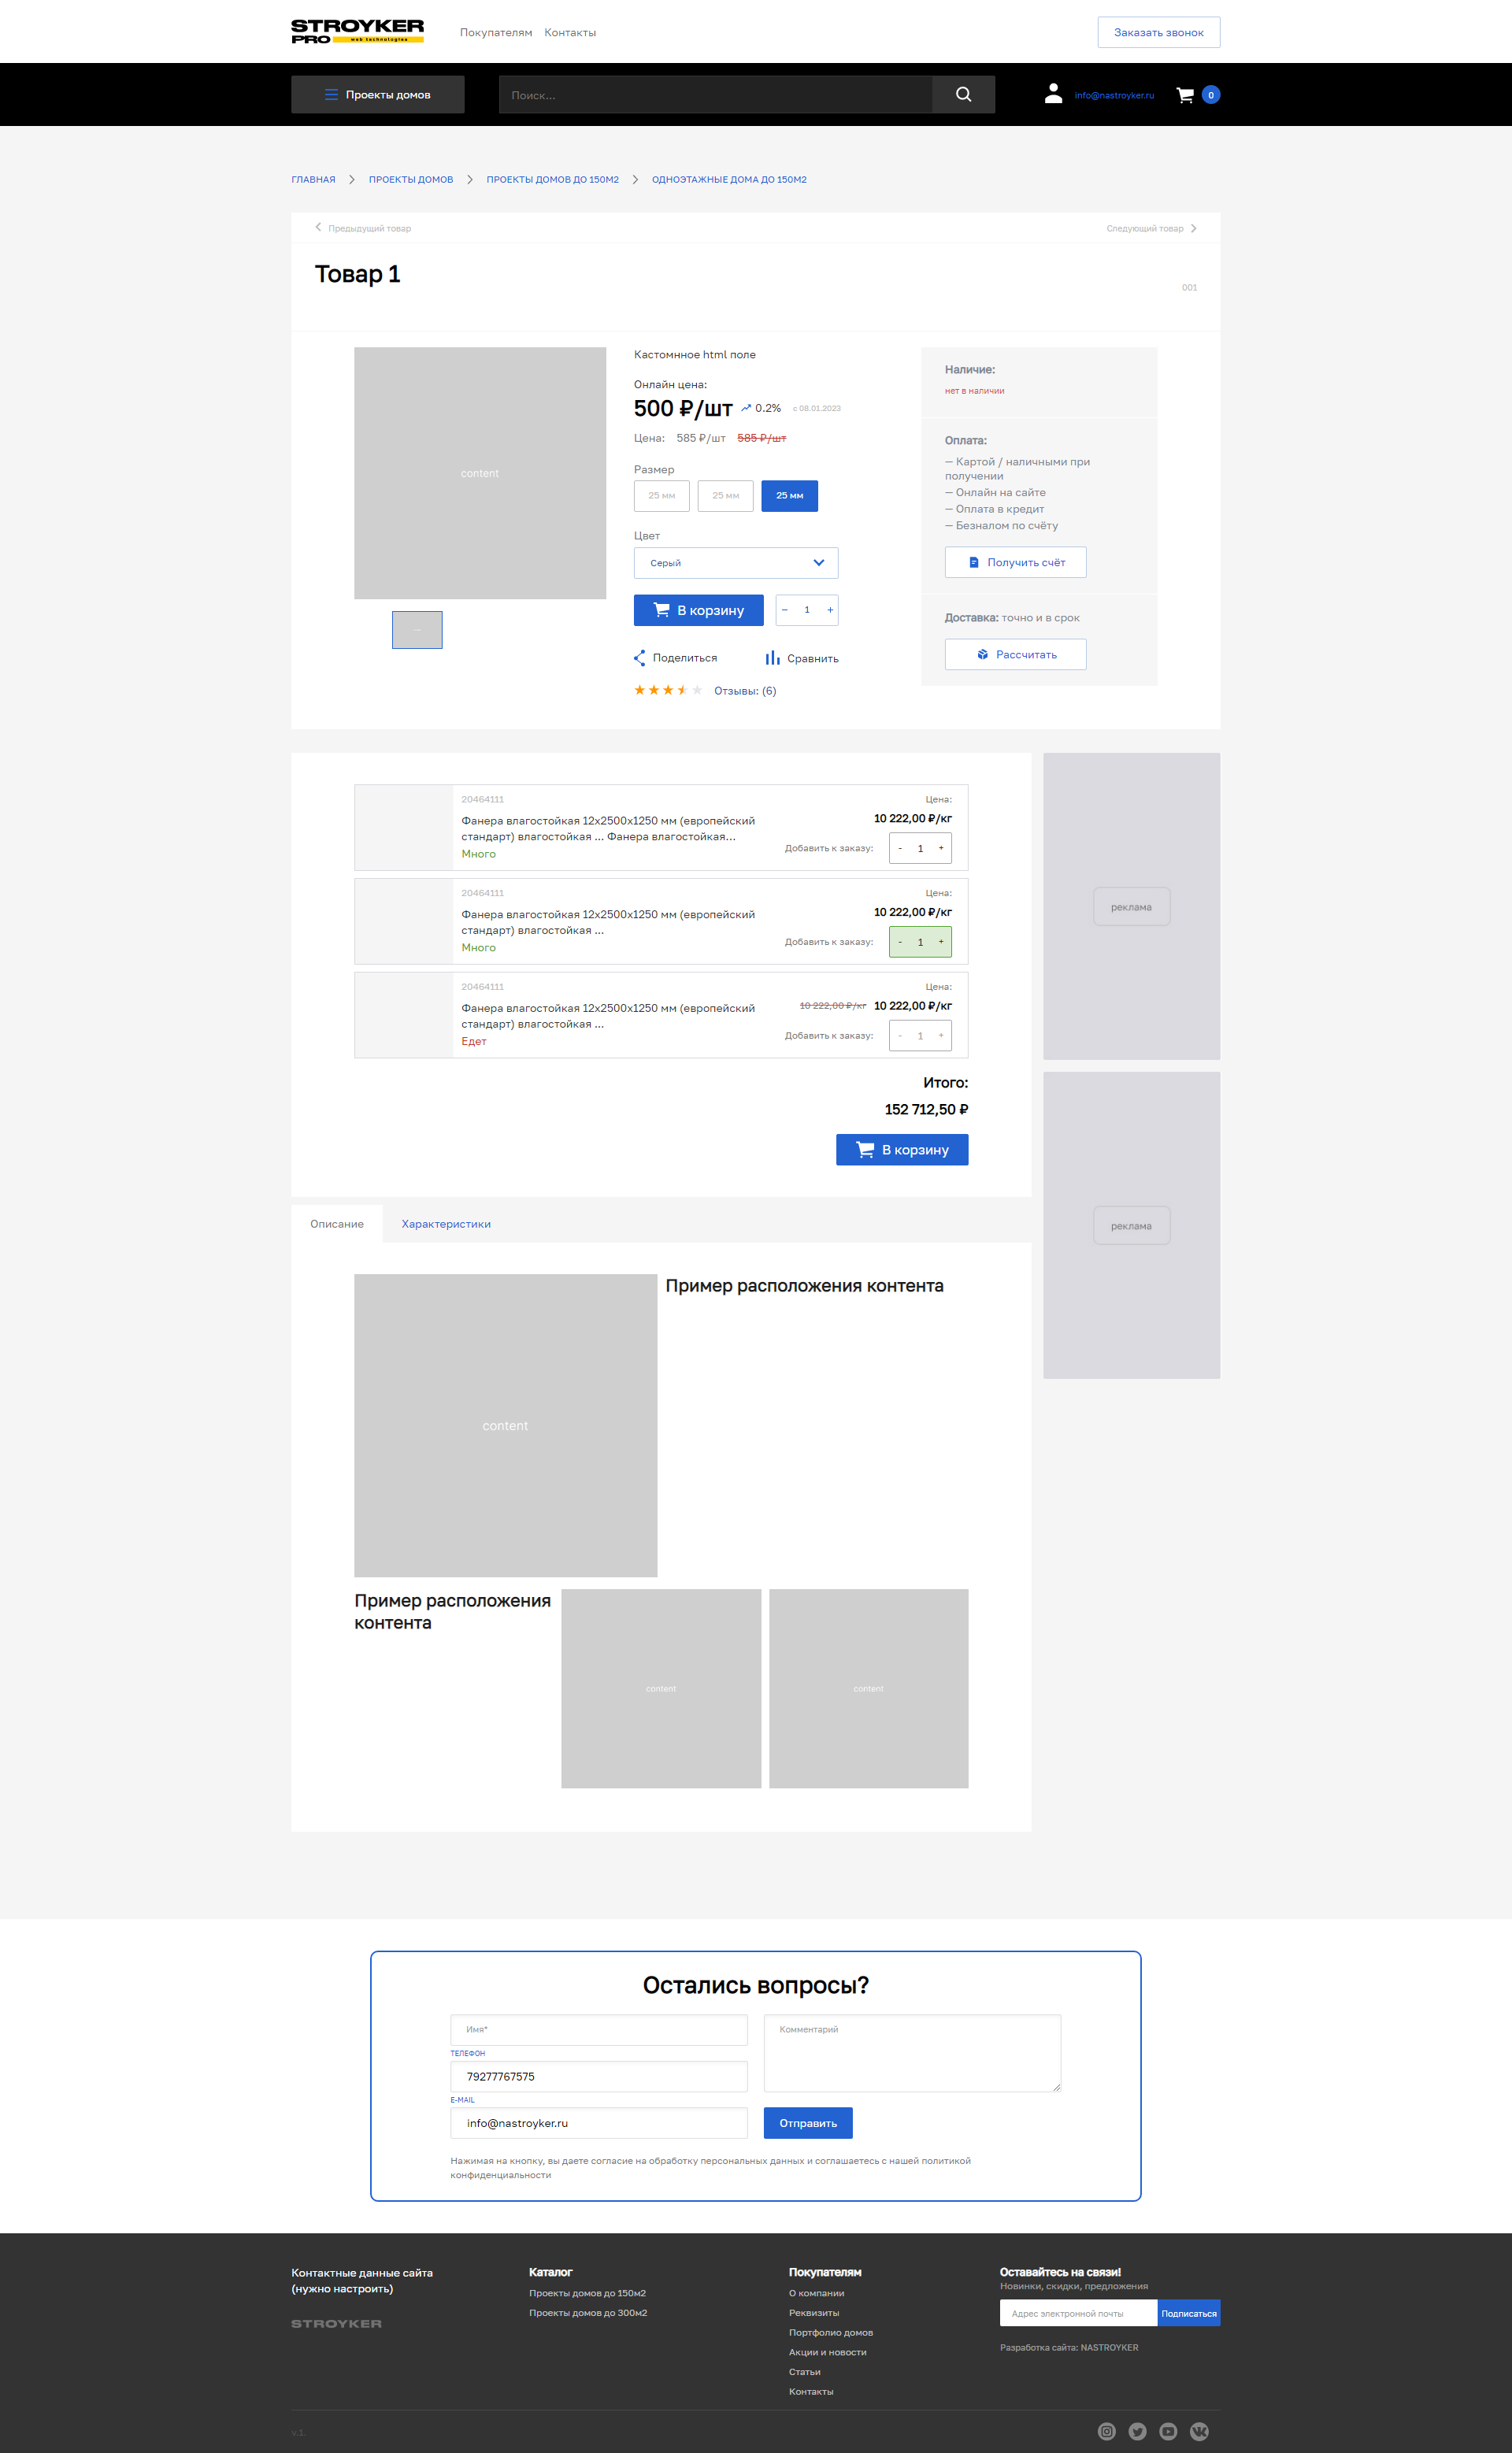 STROYKER
PRO web technologies
Покупателям Контакты
Заказать звонок
Проекты домов
Поиск...
info@nastroyker.ru
0
ГЛАВНАЯ ПРОЕКТЫ ДОМОВ ПРОЕКТЫ ДОМОВ ДО 150М2 ОДНОЭТАЖНЫЕ ДОМА ДО 150М2
Предыдущий товар
Следующий товар
Товар 1
001
content
Кастомнное html поле
Онлайн цена:
500 ₽/шт 0.2% с 08.01.2023
Цена: 585 ₽/шт 585 ₽/шт
Размер
25 мм 25 мм 25 мм
Цвет
Серый
В корзину
− 1 +
Поделиться Сравнить
Отзывы: (6)
Наличие:
нет в наличии
Оплата:
— Картой / наличными при
получении
— Онлайн на сайте
— Оплата в кредит
— Безналом по счёту
Получить счёт
Доставка: точно и в срок
Рассчитать
20464111
Фанера влагостойкая 12х2500х1250 мм (европейский
стандарт) влагостойкая ... Фанера влагостойкая...
Много
Цена:
10 222,00 ₽/кг
Добавить к заказу: - 1 +
20464111
Фанера влагостойкая 12х2500х1250 мм (европейский
стандарт) влагостойкая ...
Много
Цена:
10 222,00 ₽/кг
Добавить к заказу: - 1 +
20464111
Фанера влагостойкая 12х2500х1250 мм (европейский
стандарт) влагостойкая ...
Едет
Цена:
10 222,00 ₽/кг 10 222,00 ₽/кг
Добавить к заказу: - 1 +
Итого:
152 712,50 ₽
В корзину
реклама
реклама
Описание Характеристики
content
Пример расположения контента
Пример расположения
контента
content
content
Остались вопросы?
Имя*
ТЕЛЕФОН
79277767575
E-MAIL
info@nastroyker.ru
Комментарий
Отправить
Нажимая на кнопку, вы даете согласие на обработку персональных данных и соглашаетесь с нашей политикой
конфиденциальности
Контактные данные сайта
(нужно настроить)
STROYKER
Каталог
Проекты домов до 150м2
Проекты домов до 300м2
Покупателям
О компании
Реквизиты
Портфолио домов
Акции и новости
Статьи
Контакты
Оставайтесь на связи!
Новинки, скидки, предложения
Адрес электронной почты
Подписаться
Разработка сайта: NASTROYKER
v.1.